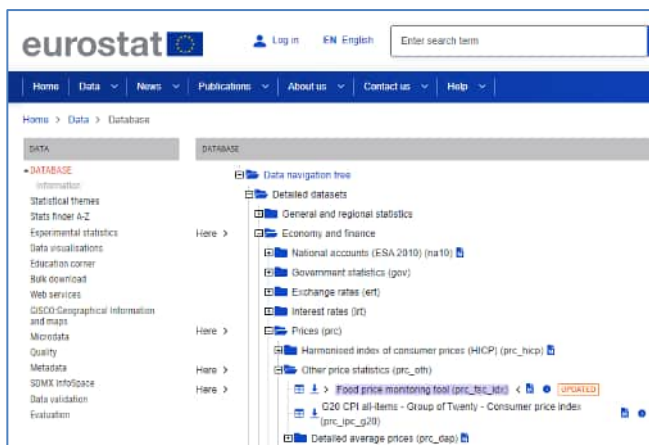 eurostat
Log in EN English Enter search term
Home Data News Publications About us Contact us Help
Home > Data > Database
DATA DATABASE
DATABASE
Information
Statistical themes
Stats finder A-Z
Experimental statistics
Data visualisations
Education corner
Bulk download
Web services
GISCO:Geographical Information
and maps
Microdata
Quality
Metadata
SDMX InfoSpace
Data validation
Evaluation
Data navigation tree
Detailed datasets
General and regional statistics
Here > Economy and finance
National accounts (ESA 2010) (na10)
Government statistics (gov)
Exchange rates (ert)
Interest rates (irt)
Here > Prices (prc)
Harmonised index of consumer prices (HICP) (prc_hicp)
Here > Other price statistics (prc_oth)
Here > > Food price monitoring tool (prc_fsc_idx) < UPDATED
G20 CPI all-items - Group of Twenty - Consumer price index
(prc_ipc_g20)
Detailed average prices (prc_dap)